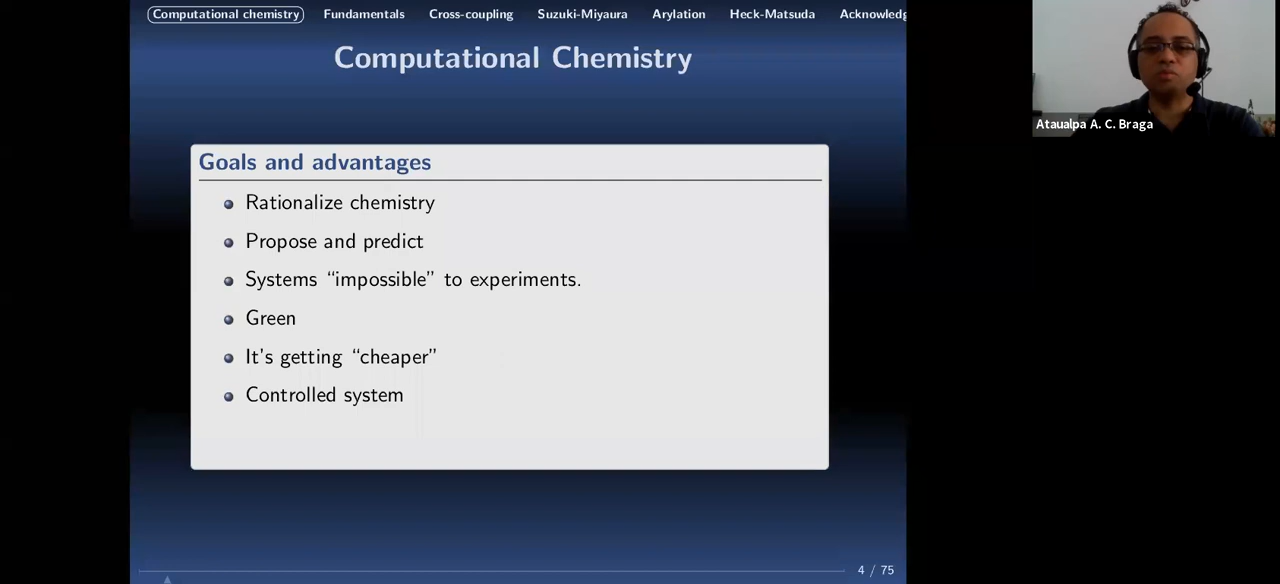 Computational chemistry Fundamentals Cross-coupling Suzuki-Miyaura Arylation Heck-Matsuda Acknowledg
Computational Chemistry
Ataualpa A. C. Braga
Goals and advantages
Rationalize chemistry
Propose and predict
Systems “impossible” to experiments.
Green
It's getting “cheaper”
Controlled system
4 / 75